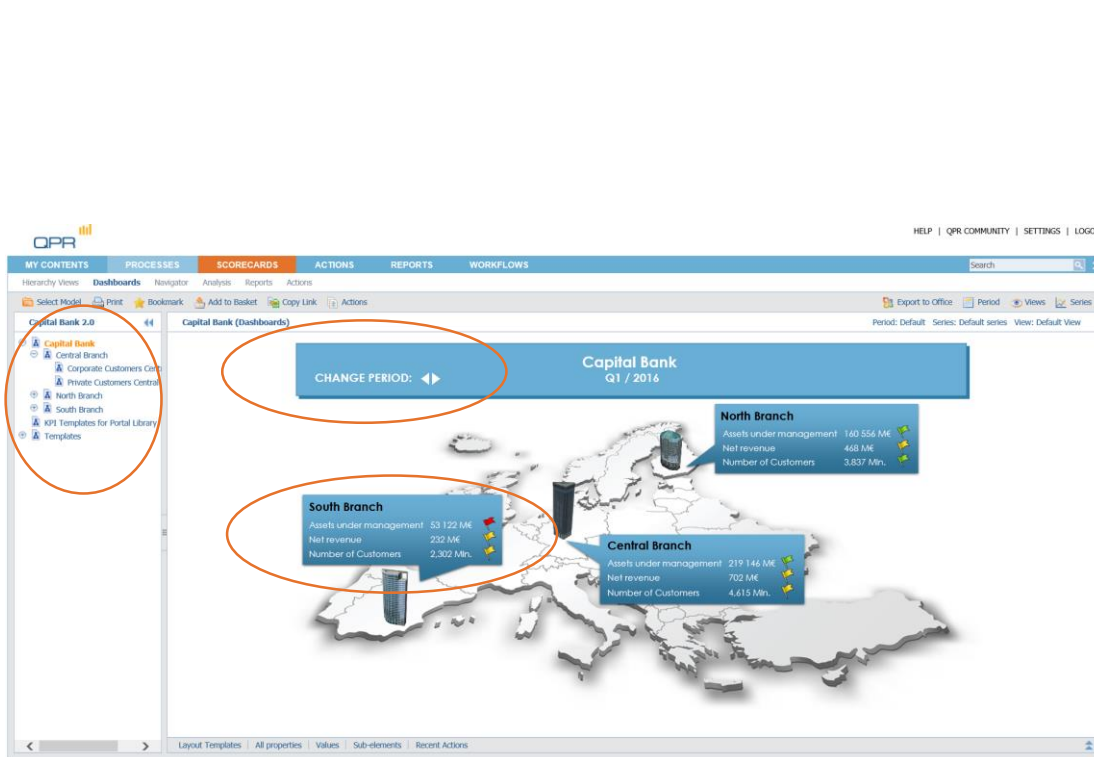 QPR
HELP | QPR COMMUNITY | SETTINGS | LOGO
MY CONTENTS PROCESSES SCORECARDS ACTIONS REPORTS WORKFLOWS Search
Hierarchy Views Dashboards Navigator Analysis Reports Actions
Select Model Print Bookmark Add to Basket Copy Link Actions Export to Office Period Views Series
Capital Bank 2.0 Capital Bank (Dashboards) Period: Default Series: Default series View: Default View
Capital Bank
Central Branch
Corporate Customers Cent
Private Customers Central
North Branch
South Branch
KPI Templates for Portal Library
Templates
Capital Bank
CHANGE PERIOD: Q1 / 2016
North Branch
Assets under management 160 556 M€
Net revenue 468 M€
Number of Customers 3,837 Mln.
South Branch
Assets under management 53 122 M€
Net revenue 232 M€
Number of Customers 2,302 Mln.
Central Branch
Assets under management 219 146 M€
Net revenue 702 M€
Number of Customers 4,615 Mln.
Layout Templates | All properties | Values | Sub-elements | Recent Actions